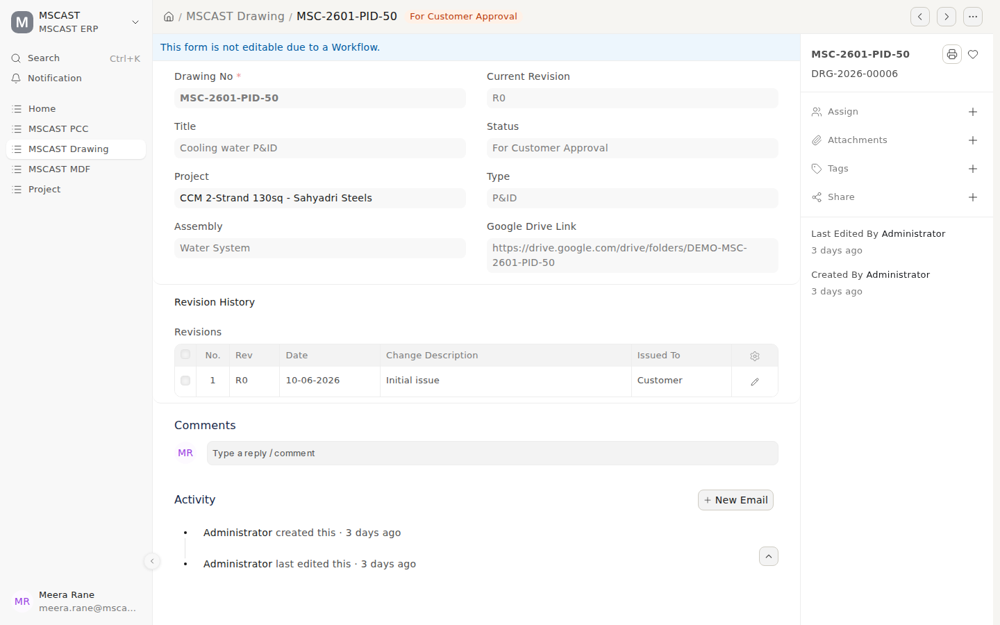 MSCAST
MSCAST ERP
Search Ctrl+K
Notification
Home
MSCAST PCC
MSCAST Drawing
MSCAST MDF
Project
MR
Meera Rane
meera.rane@msca...
/ MSCAST Drawing / MSC-2601-PID-50 For Customer Approval
This form is not editable due to a Workflow.
Drawing No *
MSC-2601-PID-50
Current Revision
R0
Title
Cooling water P&ID
Status
For Customer Approval
Project
CCM 2-Strand 130sq - Sahyadri Steels
Type
P&ID
Assembly
Water System
Google Drive Link
https://drive.google.com/drive/folders/DEMO-MSC-
2601-PID-50
Revision History
Revisions
No. Rev Date Change Description Issued To
1 R0 10-06-2026 Initial issue Customer
Comments
MR
Type a reply / comment
Activity
New Email
Administrator created this · 3 days ago
Administrator last edited this · 3 days ago
MSC-2601-PID-50
DRG-2026-00006
Assign
Attachments
Tags
Share
Last Edited By Administrator
3 days ago
Created By Administrator
3 days ago